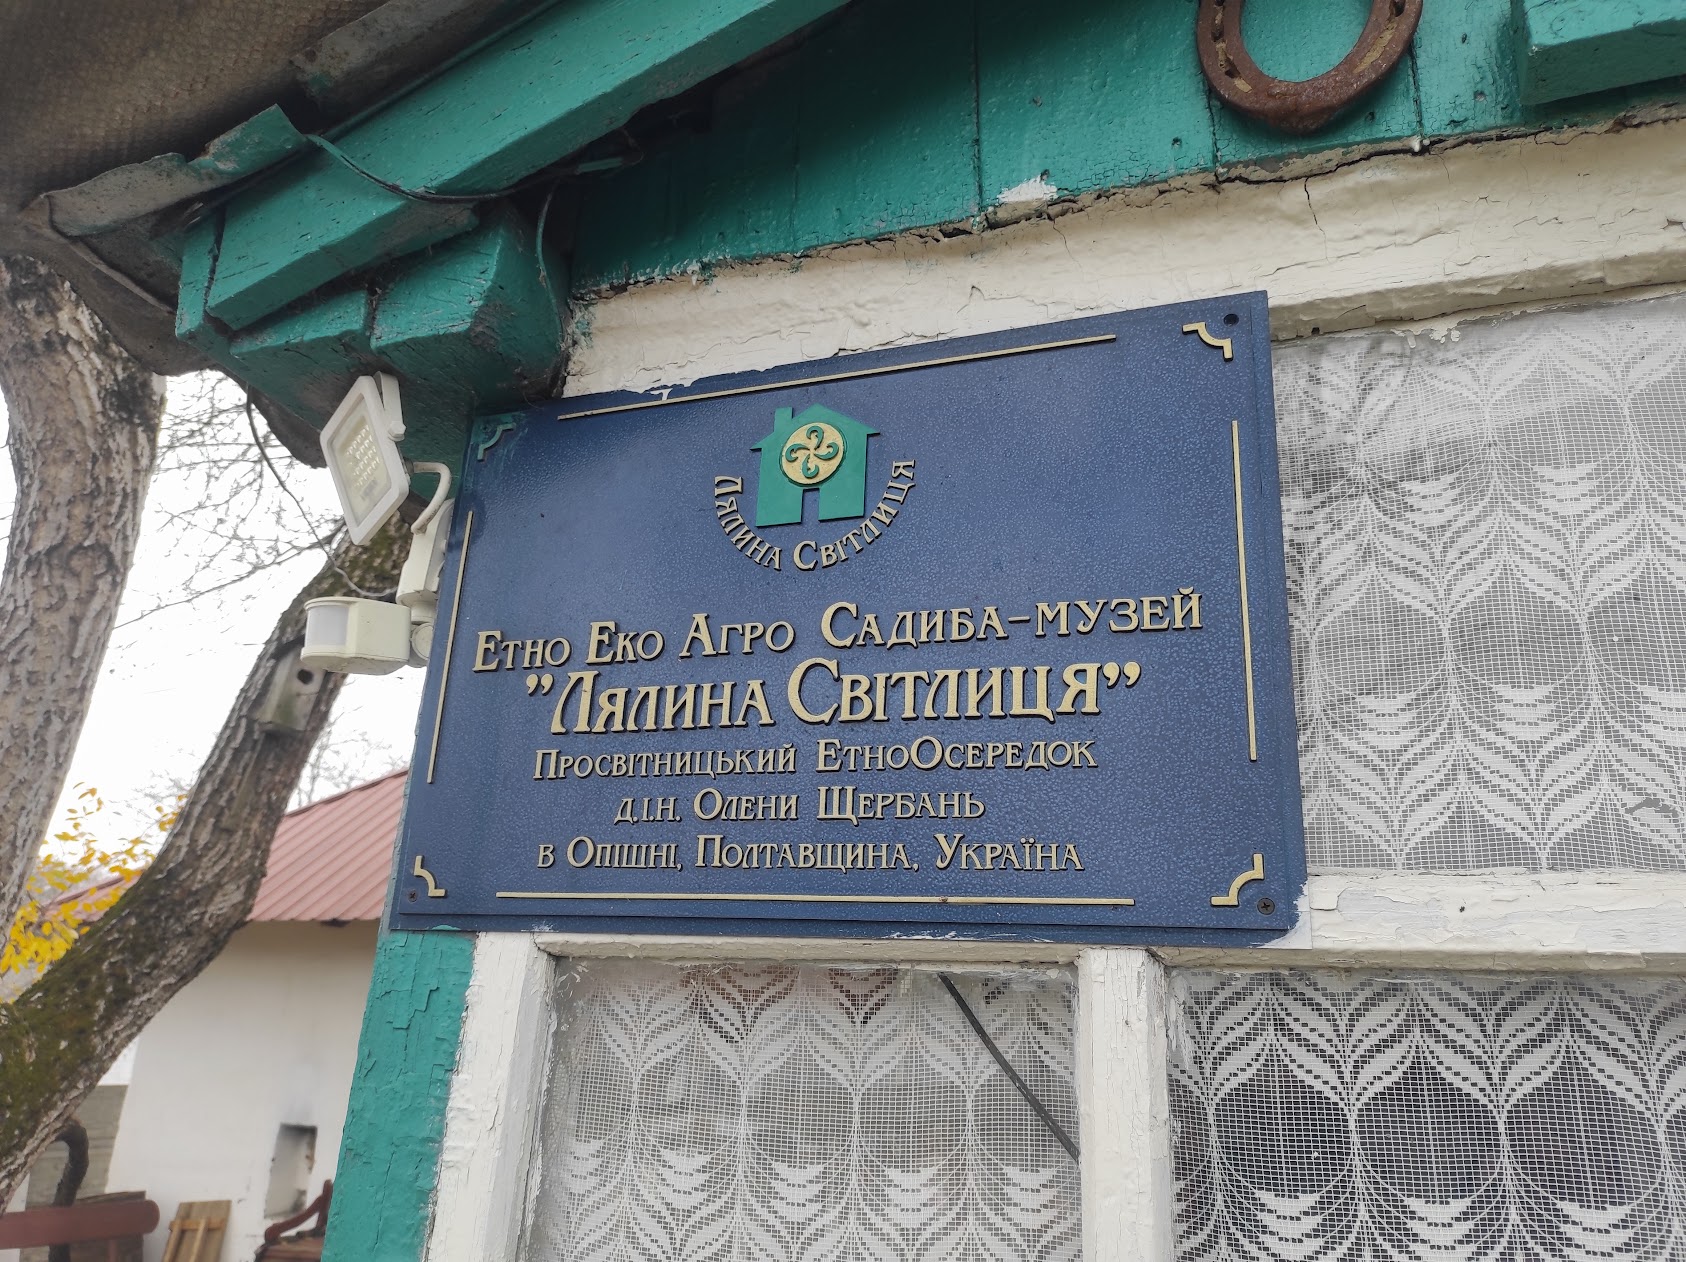 Лялина Світлиця
Етно Еко Агро Садиба-музей
"Лялина Світлиця"
Просвітницький ЕтноОсередок
д.і.н. Олени Щербань
в Опішні, Полтавщина, Україна